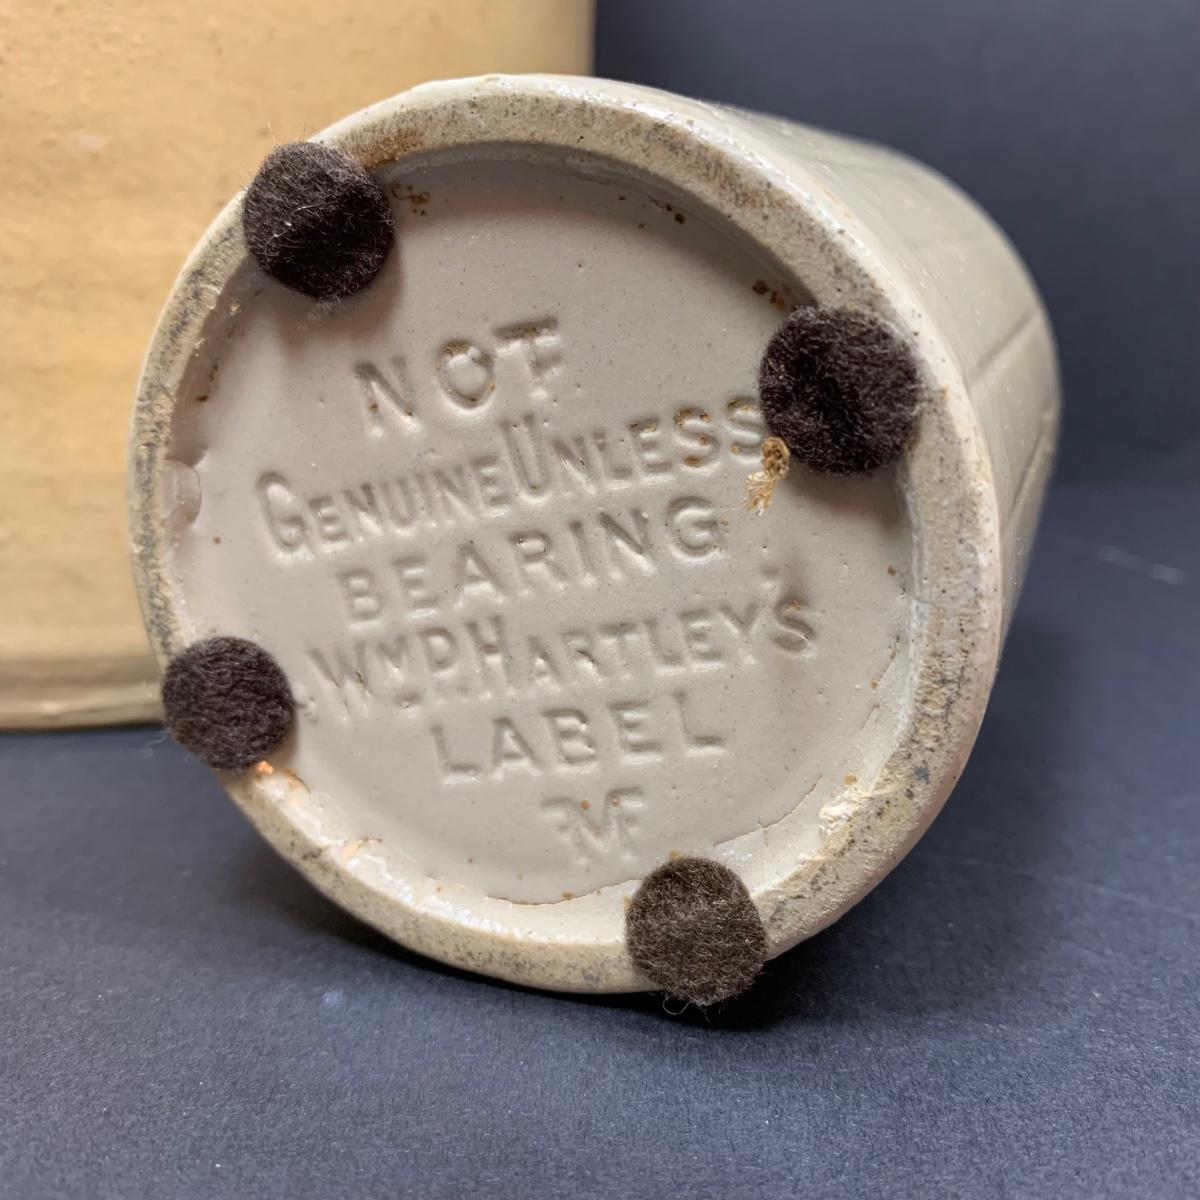 NOT
GENUINE UNLESS
BEARING
WM P. HARTLEY'S
LABEL